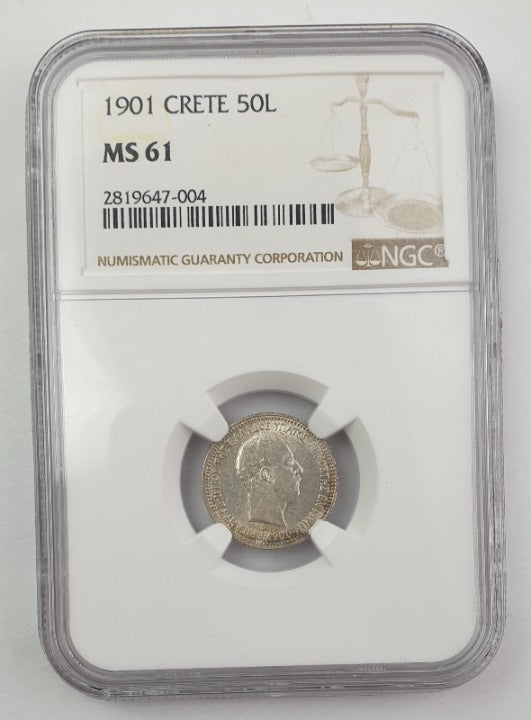 1901 CRETE 50L
MS 61
2819647-004
NUMISMATIC GUARANTY CORPORATION
NGC®